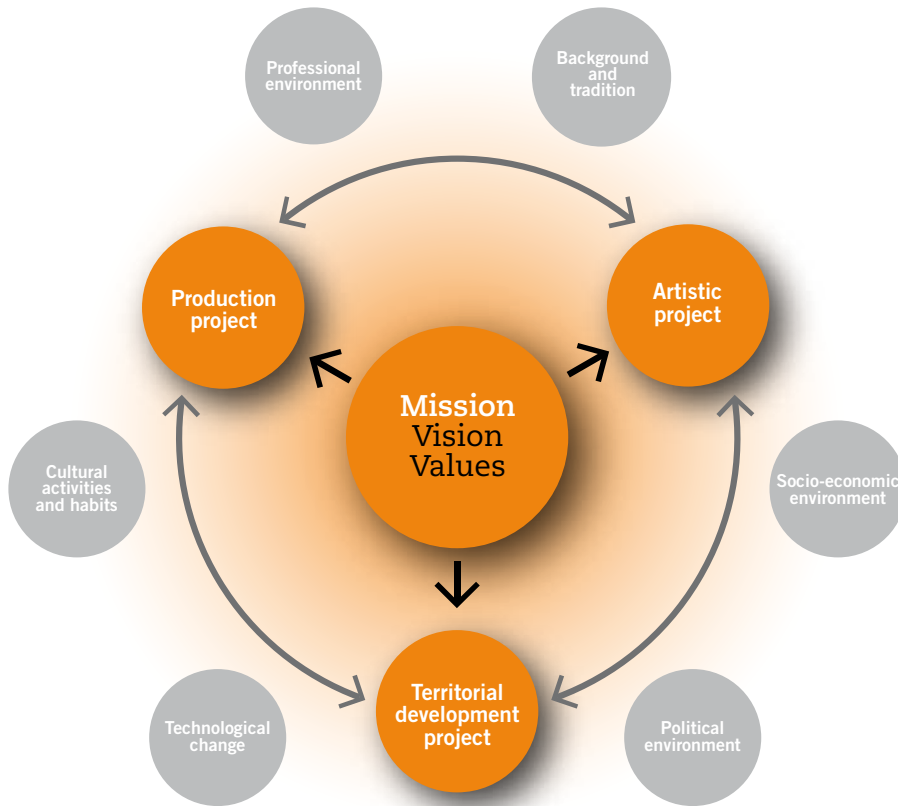 Professional
environment
Background
and
tradition
Production
project
Artistic
project
Mission
Vision
Values
Cultural
activities
and habits
Socio-economic
environment
Territorial
development
project
Technological
change
Political
environment